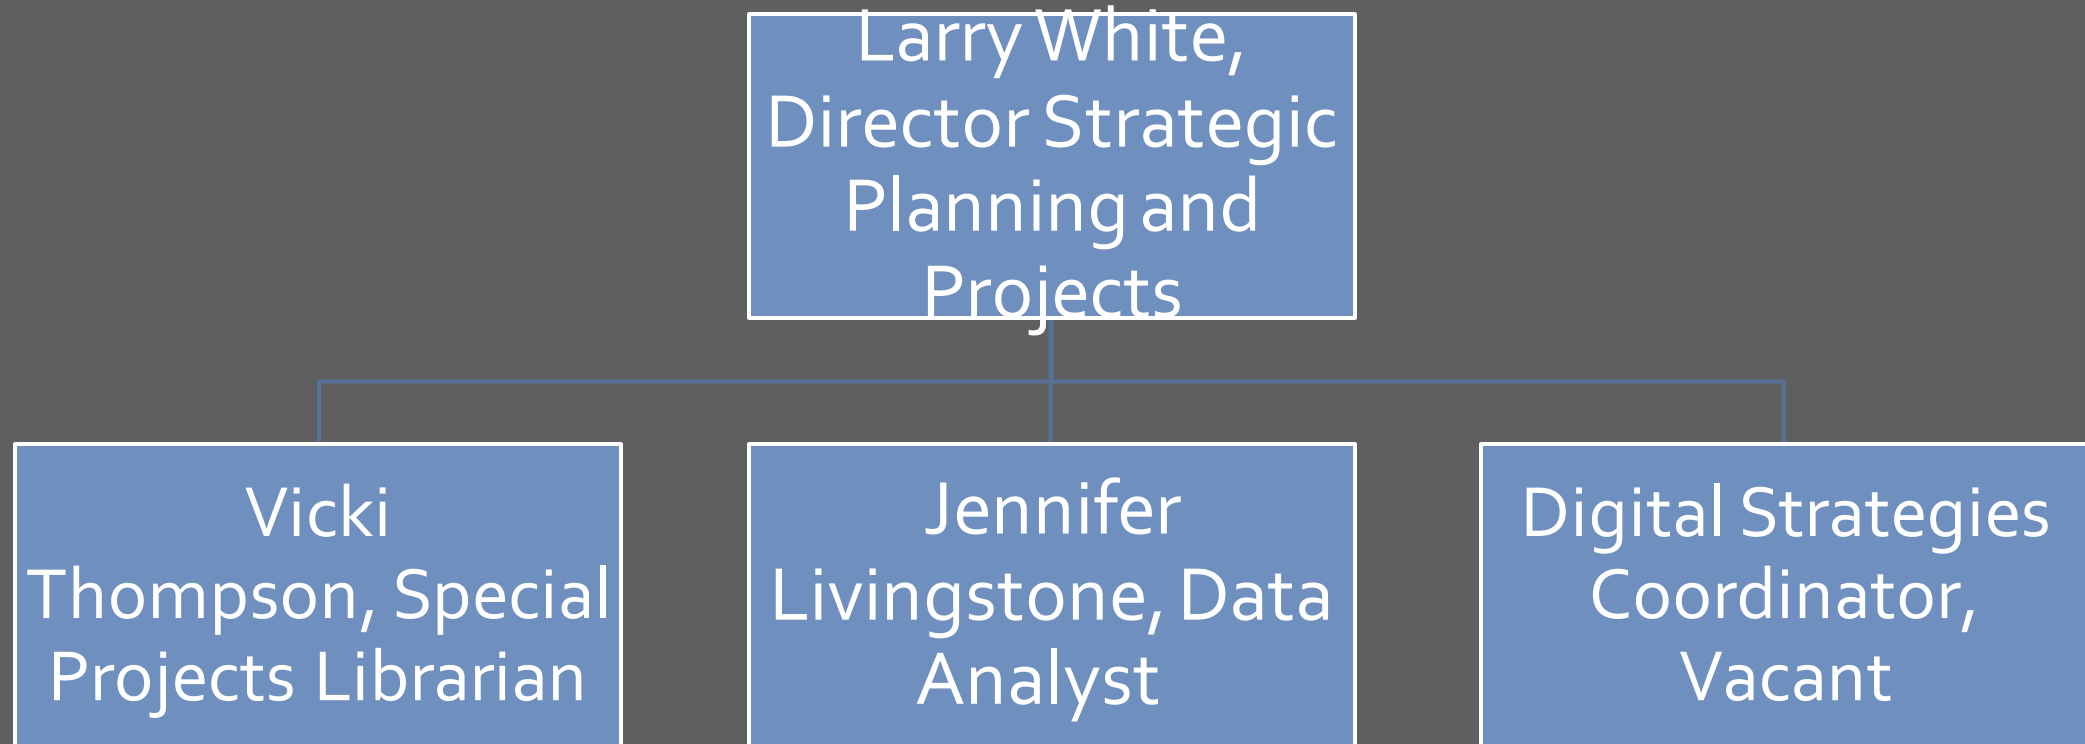 Larry White,
Director Strategic
Planning and
Projects
Vicki
Thompson, Special
Projects Librarian
Jennifer
Livingstone, Data
Analyst
Digital Strategies
Coordinator,
Vacant